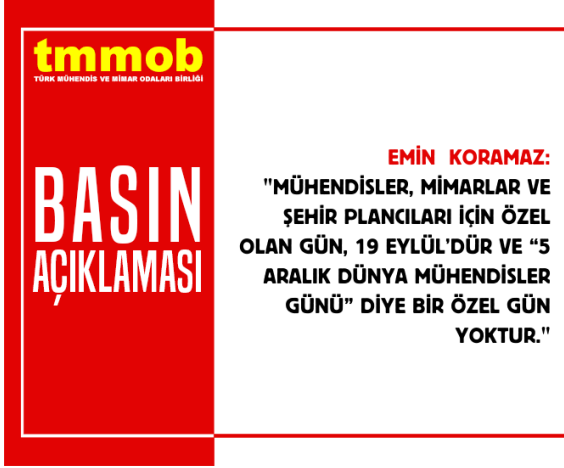 tmmob
TÜRK MÜHENDİS VE MİMAR ODALARI BİRLİĞİ
BASIN
AÇIKLAMASI
EMİN KORAMAZ:
"MÜHENDİSLER, MİMARLAR VE
ŞEHİR PLANCILARI İÇİN ÖZEL
OLAN GÜN, 19 EYLÜL'DÜR VE “5
ARALIK DÜNYA MÜHENDİSLER
GÜNÜ” DİYE BİR ÖZEL GÜN
YOKTUR."